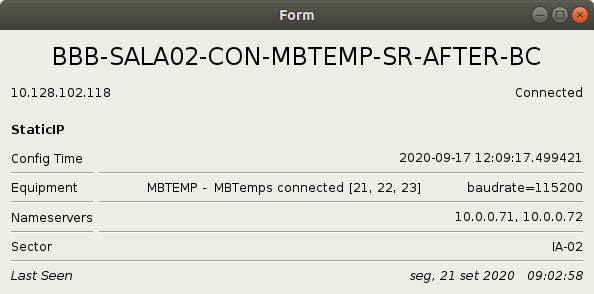 Form
BBB-SALA02-CON-MBTEMP-SR-AFTER-BC
10.128.102.118 Connected
StaticIP
Config Time 2020-09-17 12:09:17.499421
Equipment MBTEMP - MBTemps connected [21, 22, 23] baudrate=115200
Nameservers 10.0.0.71, 10.0.0.72
Sector IA-02
Last Seen seg, 21 set 2020 09:02:58